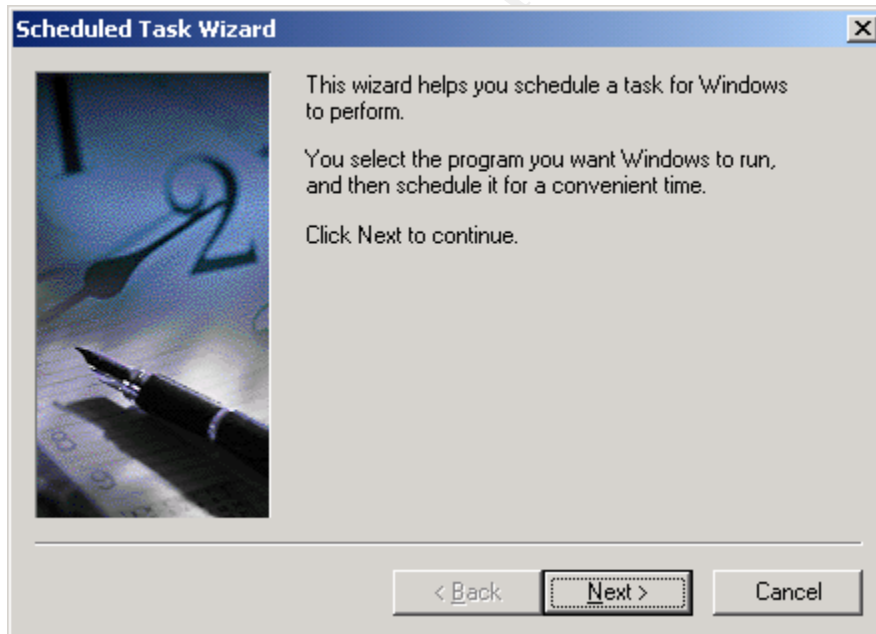 Scheduled Task Wizard
This wizard helps you schedule a task for Windows
to perform.
You select the program you want Windows to run,
and then schedule it for a convenient time.
Click Next to continue.
2
< Back
Next >
Cancel